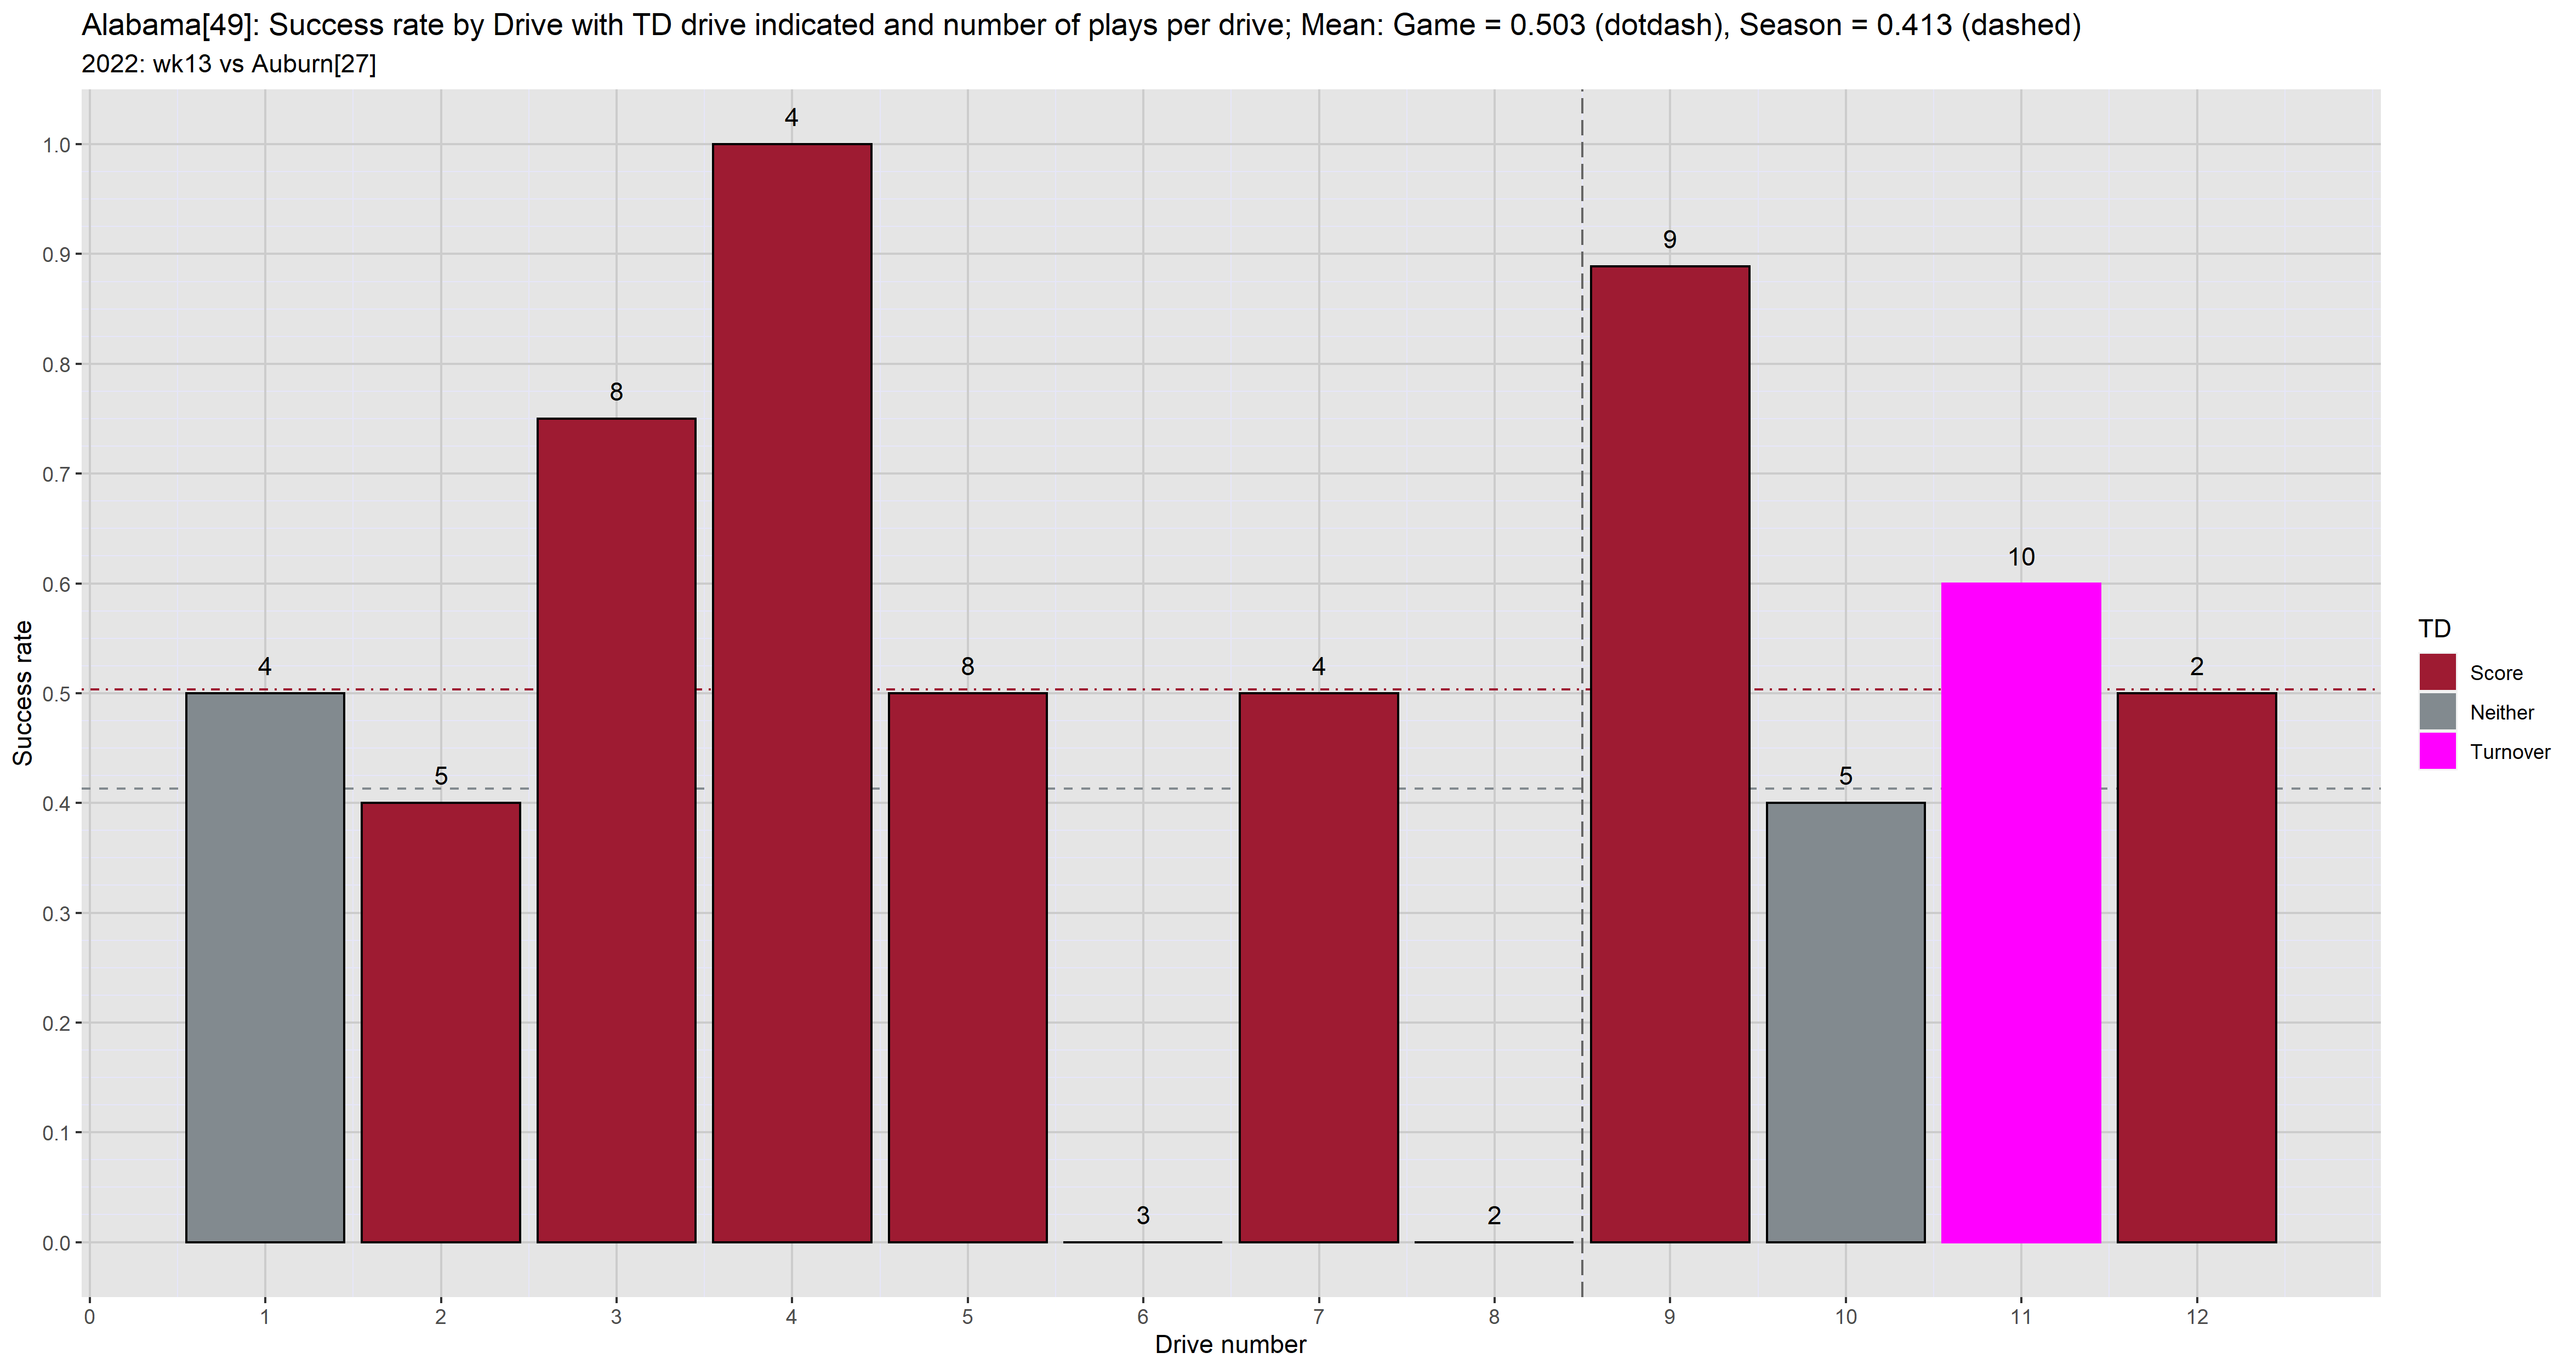 Alabama[49]: Success rate by Drive with TD drive indicated and number of plays per drive; Mean: Game = 0.503 (dotdash), Season = 0.413 (dashed)
2022: wk13 vs Auburn[27]
Success rate
1.0
0.9
0.8
0.7
0.6
0.5
0.4
0.3
0.2
0.1
0.0
4
5
8
4
8
3
4
2
9
5
10
2
0 1 2 3 4 5 6 7 8 9 10 11 12
Drive number
TD
Score
Neither
Turnover